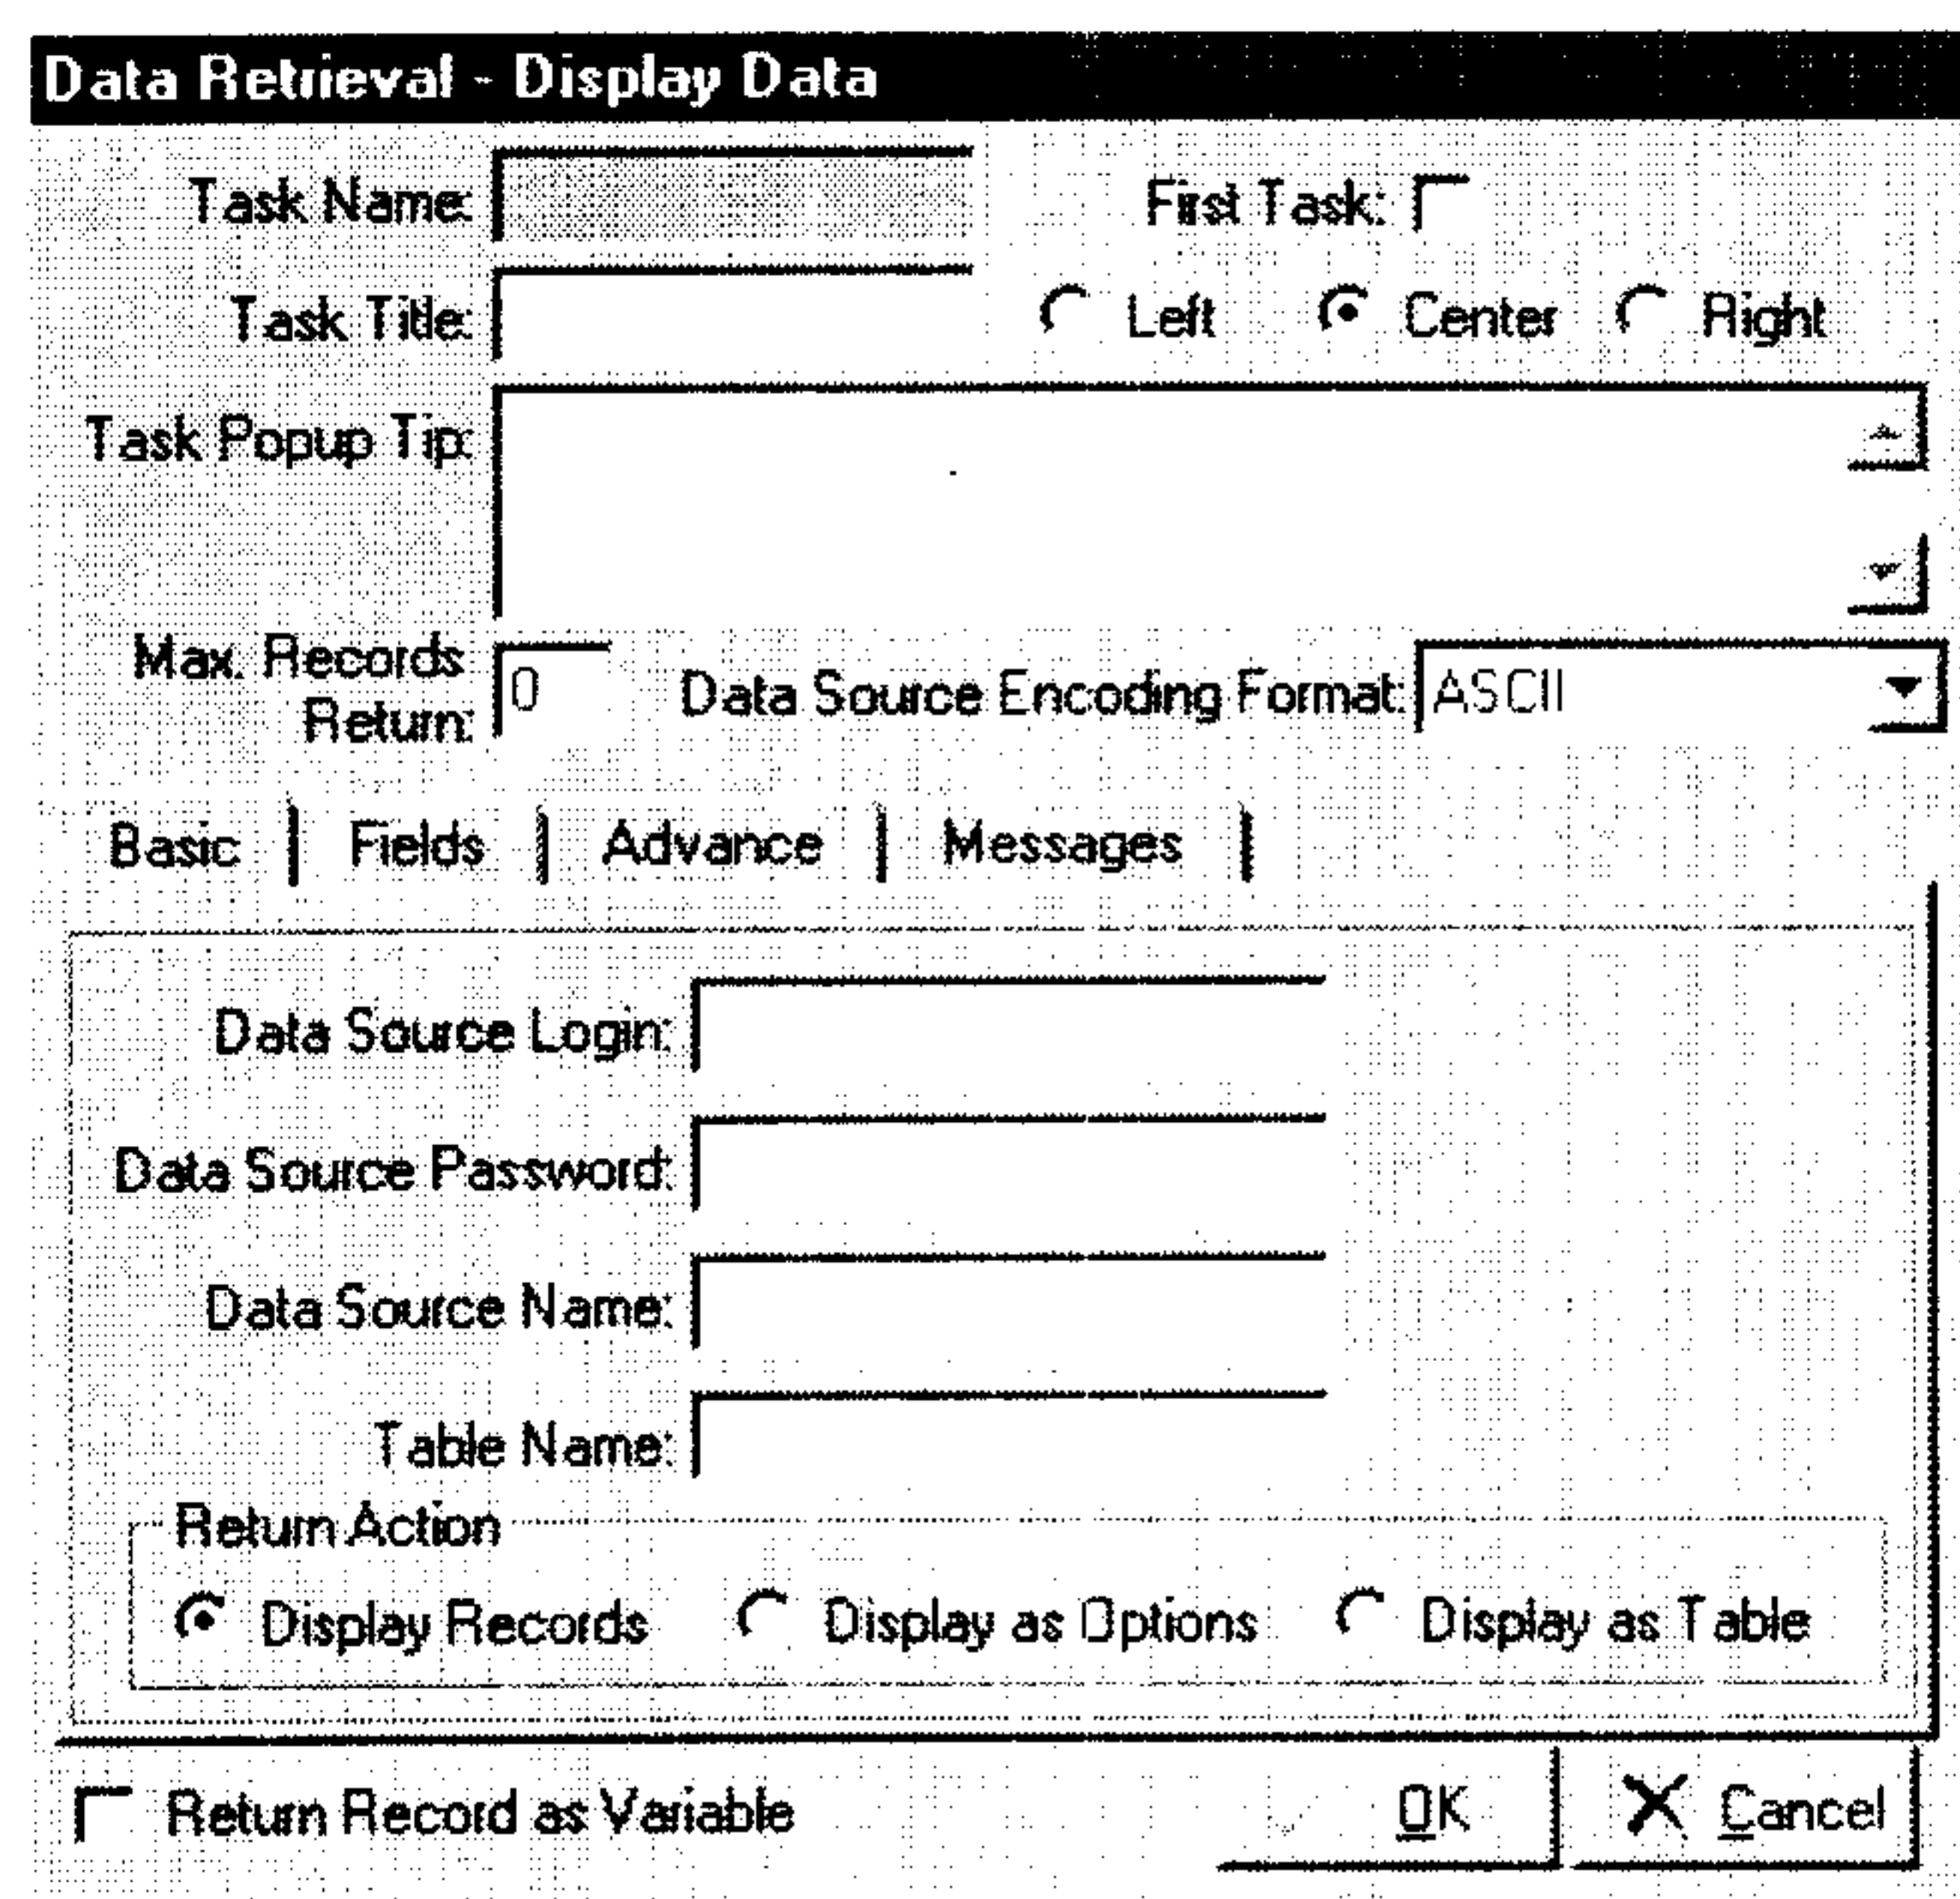 Data Retrieval - Display Data
Task Name: First Task:
Task Title: Left Center Right
Task Popup Tip:
Max. Records
Return: 0 Data Source Encoding Format: ASCII
Basic Fields Advance Messages
Data Source Login:
Data Source Password:
Data Source Name:
Table Name:
Return Action
Display Records Display as Options Display as Table
Return Record as Variable OK Cancel